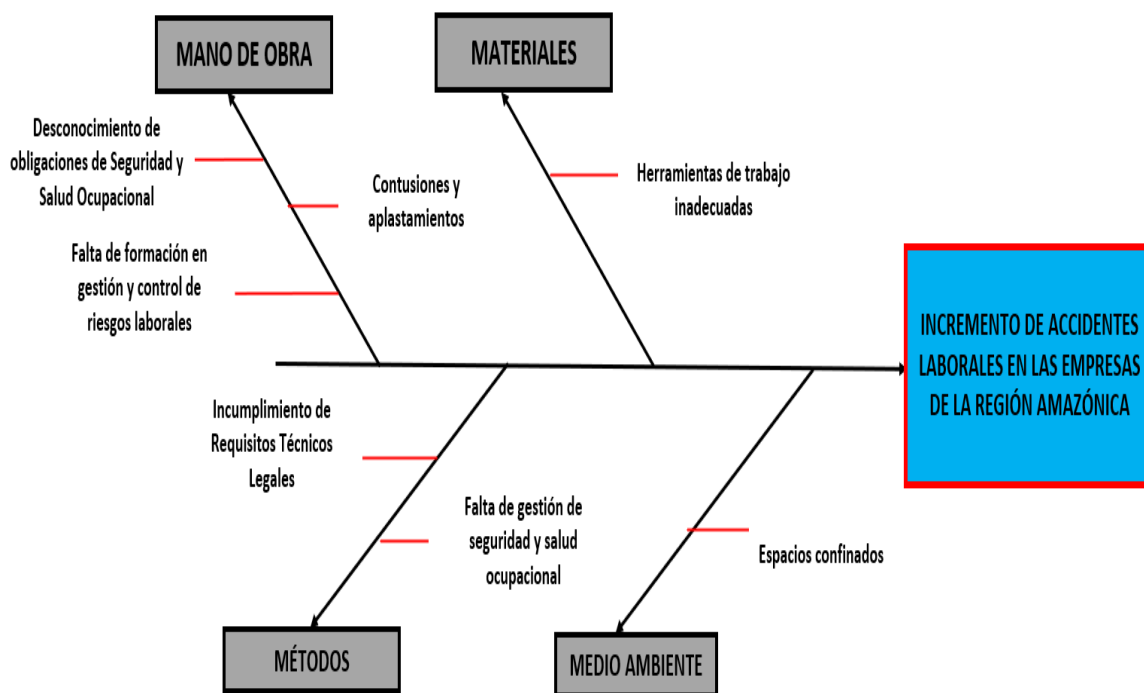 MANO DE OBRA
MATERIALES
Desconocimiento de
obligaciones de Seguridad y
Salud Ocupacional
Contusiones y
aplastamientos
Herramientas de trabajo
inadecuadas
Falta de formación en
gestión y control de
riesgos laborales
INCREMENTO DE ACCIDENTES
LABORALES EN LAS EMPRESAS
DE LA REGIÓN AMAZÓNICA
Incumplimiento de
Requisitos Técnicos
Legales
Falta de gestión de
seguridad y salud
ocupacional
Espacios confinados
MÉTODOS
MEDIO AMBIENTE